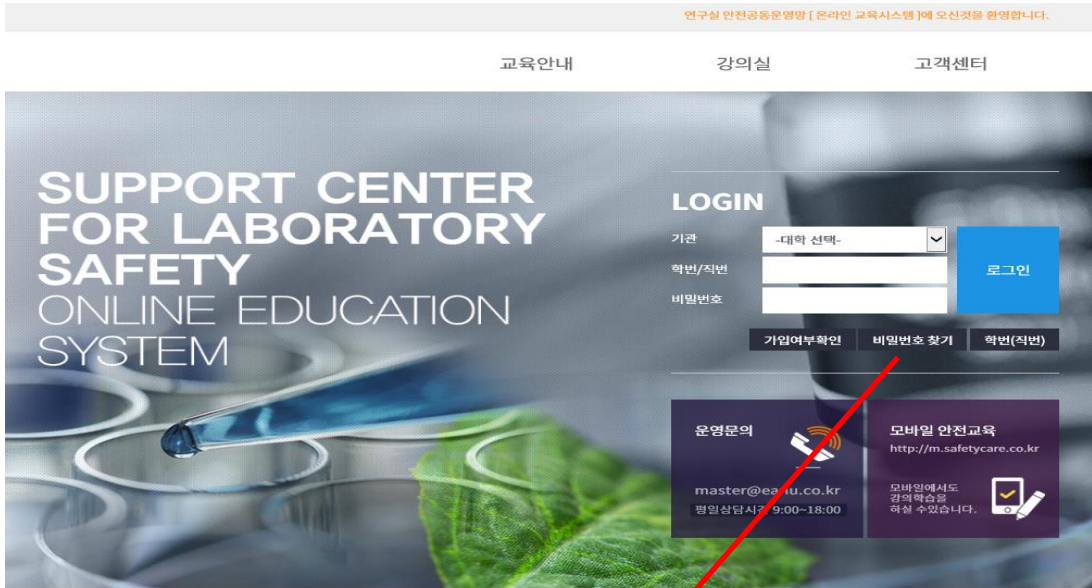 연구실 안전공동운영망 [ 온라인 교육시스템 ]에 오신것을 환영합니다.
교육안내 강의실 고객센터
SUPPORT CENTER
FOR LABORATORY
SAFETY
ONLINE EDUCATION
SYSTEM
LOGIN
기관 -대학 선택-
학번/직번
비밀번호
로그인
가입여부확인 비밀번호 찾기 학번(직번)
운영문의
평일상담시간 9:00~18:00
모바일 안전교육
http://m.safetycare.co.kr
모바일에서도
강의학습을
하실 수있습니다.